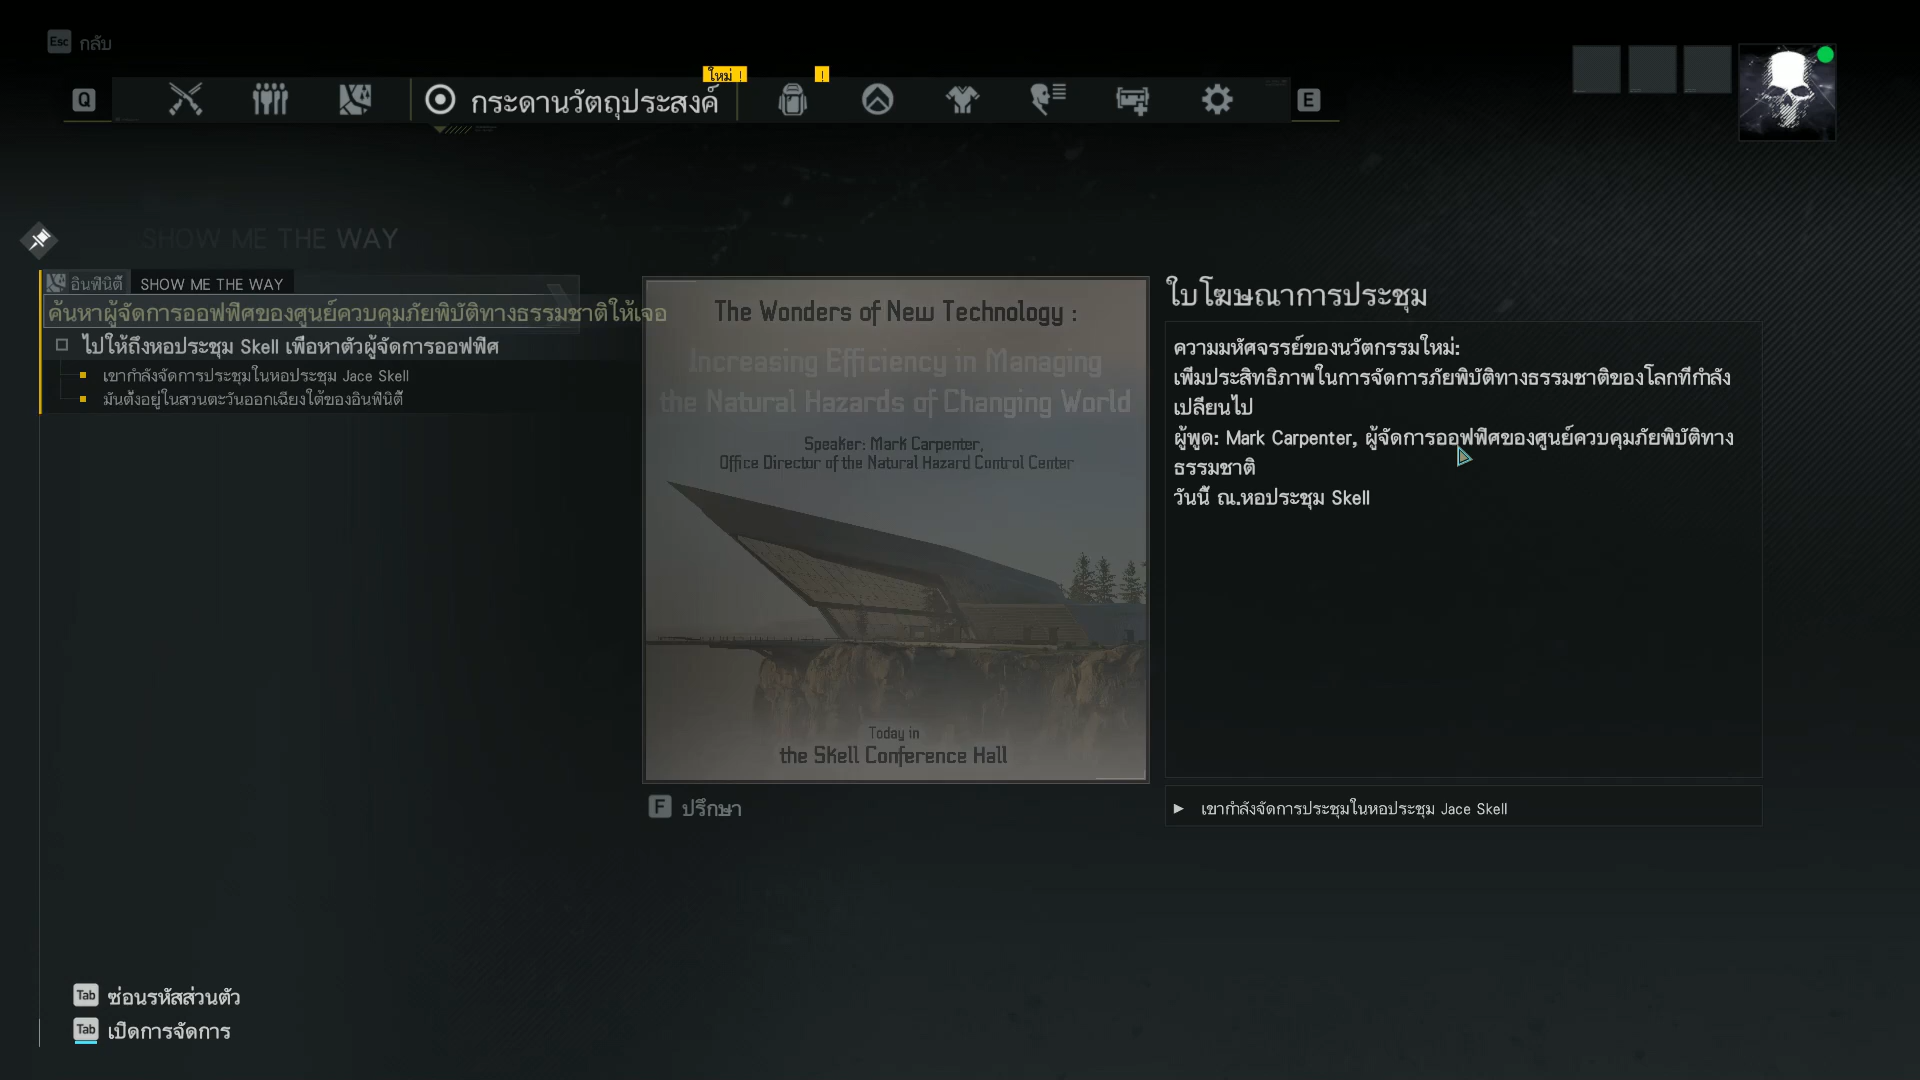 Esc กลับ
ใหม่ ! !
Q กระดานวัตถุประสงค์ E
SHOW ME THE WAY
อินฟินิตี้ SHOW ME THE WAY
ค้นหาผู้จัดการออฟฟิศของศูนย์ควบคุมภัยพิบัติทางธรรมชาติให้เจอ
ไปให้ถึงหอประชุม Skell เพื่อหาตัวผู้จัดการออฟฟิศ
เขากำลังจัดการประชุมในหอประชุม Jace Skell
มันตั้งอยู่ในสวนตะวันออกเฉียงใต้ของอินฟินิตี้
The Wonders of New Technology :
Increasing Efficiency in Managing
the Natural Hazards of Changing World
Speaker: Mark Carpenter,
Office Director of the Natural Hazard Control Center
Today in
the Skell Conference Hall
F ปรึกษา
ใบโฆษณาการประชุม
ความมหัศจรรย์ของนวัตกรรมใหม่:
เพิ่มประสิทธิภาพในการจัดการภัยพิบัติทางธรรมชาติของโลกที่กำลัง
เปลี่ยนไป
ผู้พูด: Mark Carpenter, ผู้จัดการออฟฟิศของศูนย์ควบคุมภัยพิบัติทาง
ธรรมชาติ
วันนี้ ณ.หอประชุม Skell
เขากำลังจัดการประชุมในหอประชุม Jace Skell
Tab ซ่อนรหัสส่วนตัว
Tab เปิดการจัดการ